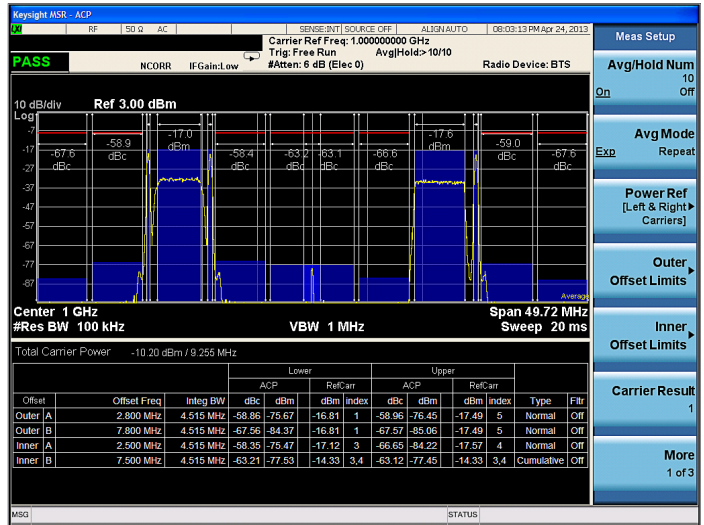 Keysight MSR - ACP
LXI RF 50 Ω AC SENSE:INT SOURCE OFF ALIGN AUTO 08:03:13 PM Apr 24, 2013
Carrier Ref Freq: 1.000000000 GHz
PASS NCORR IFGain:Low Trig: Free Run Avg|Hold:>10/10
#Atten: 6 dB (Elec 0) Radio Device: BTS
10 dB/div Ref 3.00 dBm
Log
-7
-17
-27
-37
-47
-57
-67
-77
-87
-67.6 dBc
-58.9 dBc
-17.0 dBm
-58.4 dBc
-63.2 dBc
-63.1 dBc
-66.6 dBc
-17.6 dBm
-59.0 dBc
-67.6 dBc
Average
Center 1 GHz Span 49.72 MHz
#Res BW 100 kHz VBW 1 MHz Sweep 20 ms
Total Carrier Power -10.20 dBm / 9.255 MHz
Lower Upper
ACP RefCarr ACP RefCarr
Offset Offset Freq Integ BW dBc dBm dBm index dBc dBm dBm index Type Fltr
Outer A 2.800 MHz 4.515 MHz -58.86 -75.67 -16.81 1 -58.96 -76.45 -17.49 5 Normal Off
Outer B 7.800 MHz 4.515 MHz -67.56 -84.37 -16.81 1 -67.57 -85.06 -17.49 5 Normal Off
Inner A 2.500 MHz 4.515 MHz -58.35 -75.47 -17.12 3 -66.65 -84.22 -17.57 4 Normal Off
Inner B 7.500 MHz 4.515 MHz -63.21 -77.53 -14.33 3,4 -63.12 -77.45 -14.33 3,4 Cumulative Off
MSG STATUS
Meas Setup
Avg/Hold Num
10
On Off
Avg Mode
Exp Repeat
Power Ref
[Left & Right
Carriers]
Outer
Offset Limits
Inner
Offset Limits
Carrier Result
1
More
1 of 3